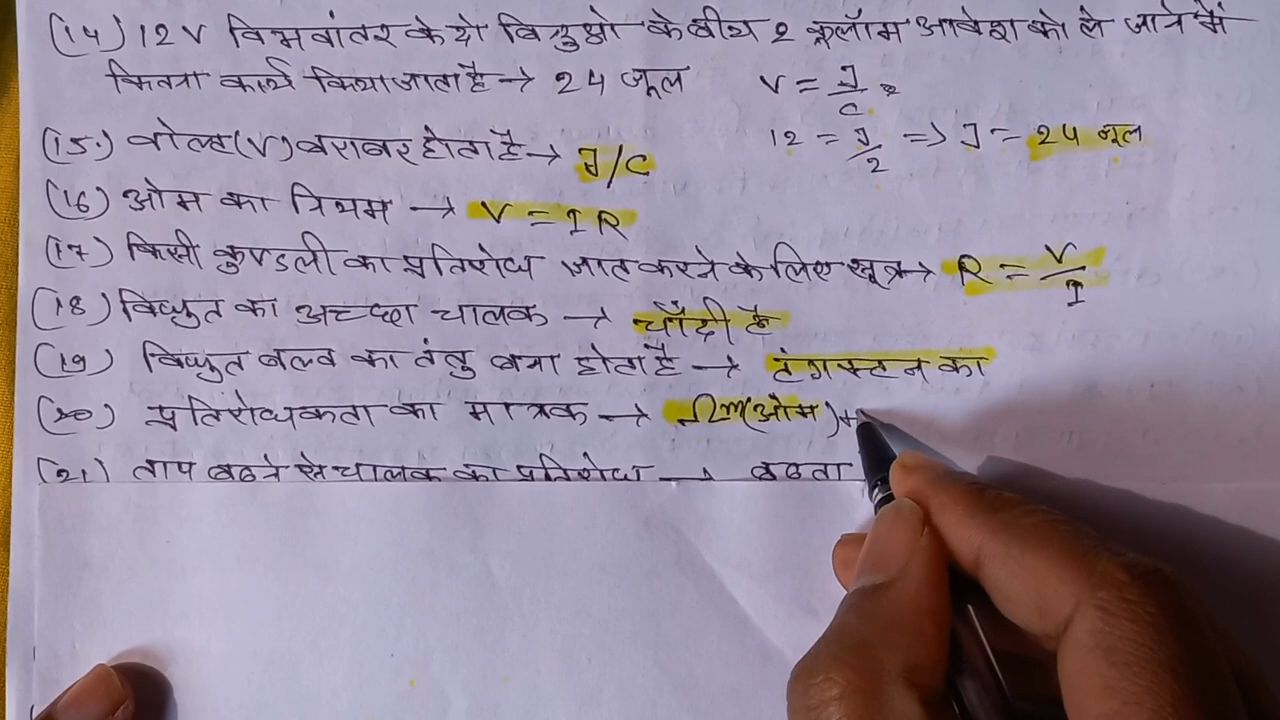 (14) 12 V विभवांतर के दो बिन्दुओ के बीच 2 कूलॉम आवेश को ले जाने में
कितना कार्य किया जाता है → 24 जूल V = J/C
12 = J/2 => J = 24 जूल
(15.) वोल्ट (V) बराबर होता है → J/C
(16) ओम का नियम → V = IR
(17) किसी कुण्डली का प्रतिरोध ज्ञात करने के लिए सूत्र → R = V/I
(18) विद्युत का अच्छा चालक → चाँदी है
(19) विद्युत बल्ब का तंतु बना होता है → टंगस्टन का
(20) प्रतिरोधकता का मात्रक → Ωm (ओम)
(21) ताप बढने से चालक का प्रतिरोध → बढता